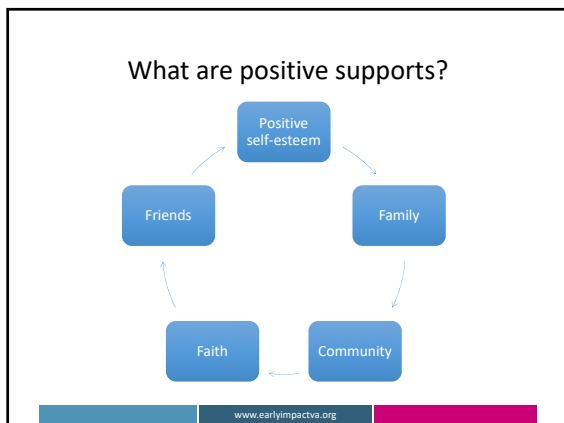 What are positive supports?
Positive
self-esteem
Family
Community
Faith
Friends
www.earlyimpactva.org